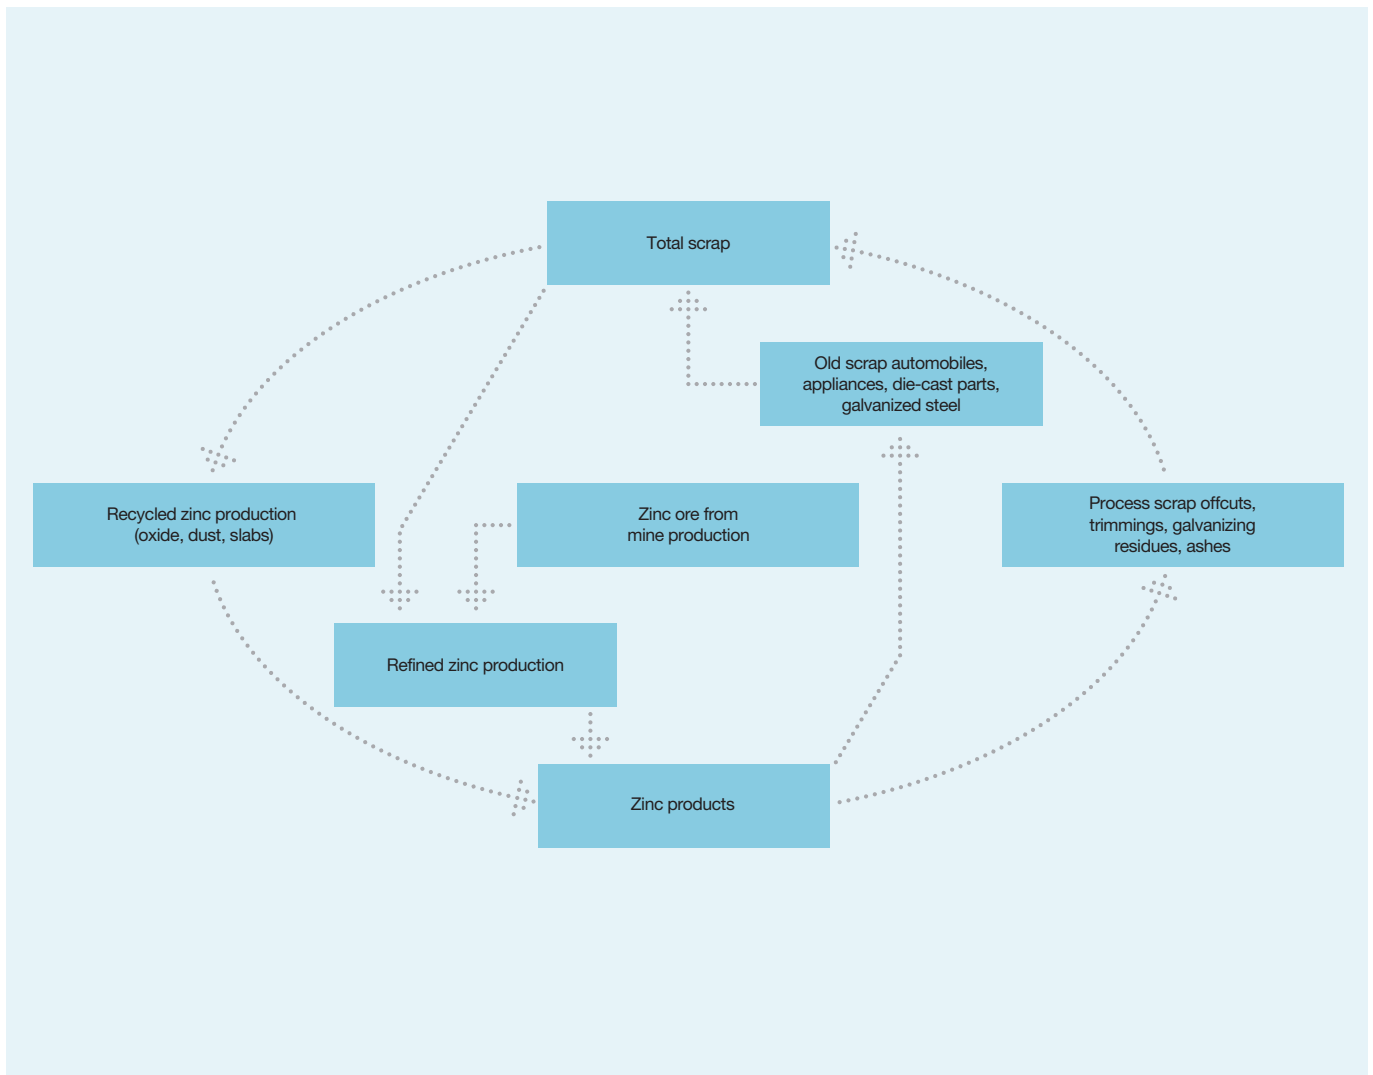 Total scrap
Old scrap automobiles,
appliances, die-cast parts,
galvanized steel
Recycled zinc production
(oxide, dust, slabs)
Zinc ore from
mine production
Process scrap offcuts,
trimmings, galvanizing
residues, ashes
Refined zinc production
Zinc products